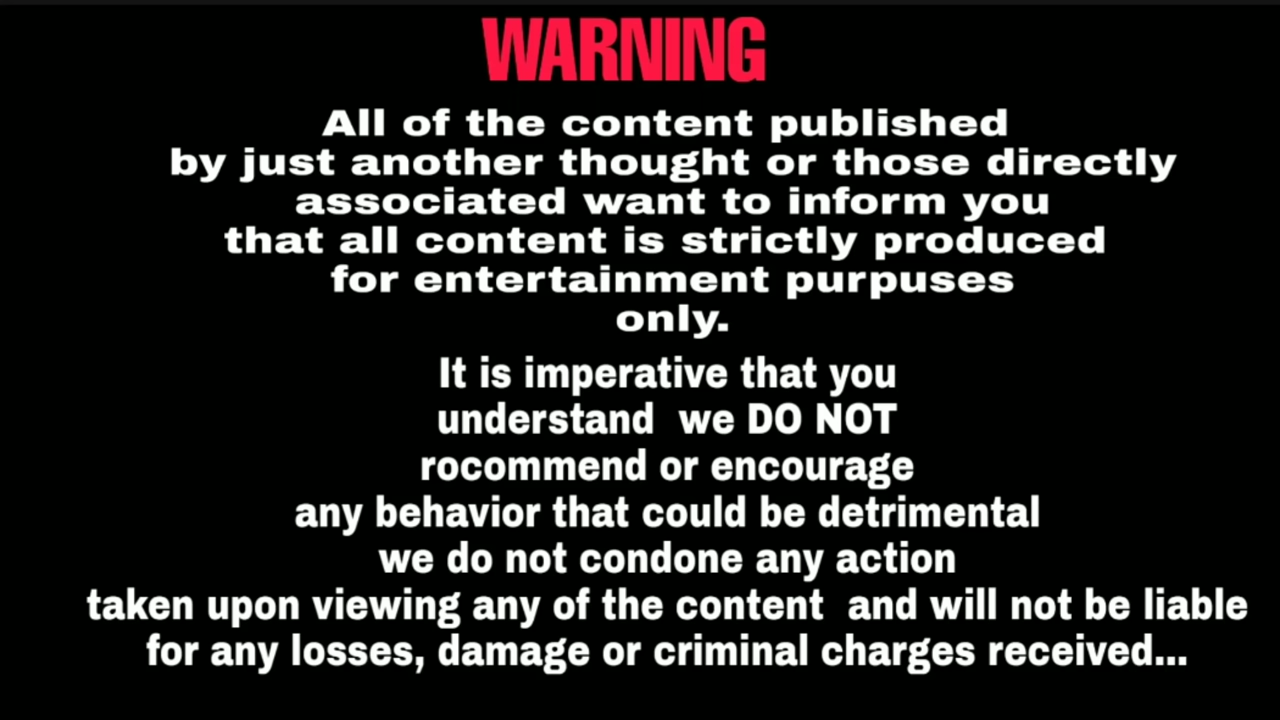 WARNING
All of the content published
by just another thought or those directly
associated want to inform you
that all content is strictly produced
for entertainment purpuses
only.
It is imperative that you
understand  we DO NOT
rocommend or encourage
any behavior that could be detrimental
we do not condone any action
taken upon viewing any of the content  and will not be liable
for any losses, damage or criminal charges received...